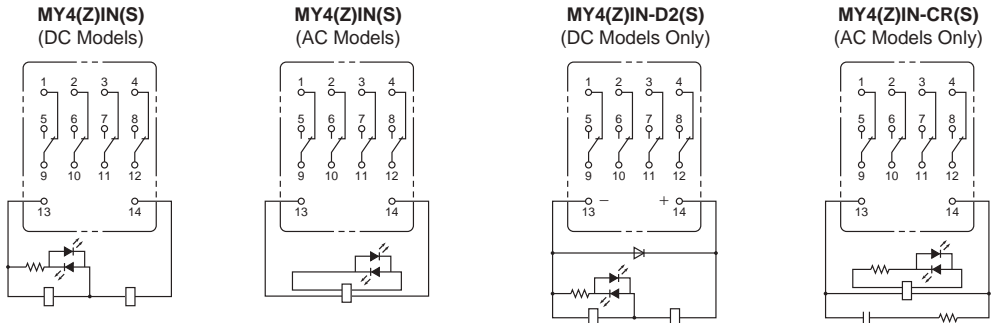 MY4(Z)IN(S)
(DC Models)
1 2 3 4
5 6 7 8
9 10 11 12
13 14
MY4(Z)IN(S)
(AC Models)
1 2 3 4
5 6 7 8
9 10 11 12
13 14
MY4(Z)IN-D2(S)
(DC Models Only)
1 2 3 4
5 6 7 8
9 10 11 12
13 − + 14
MY4(Z)IN-CR(S)
(AC Models Only)
1 2 3 4
5 6 7 8
9 10 11 12
13 14